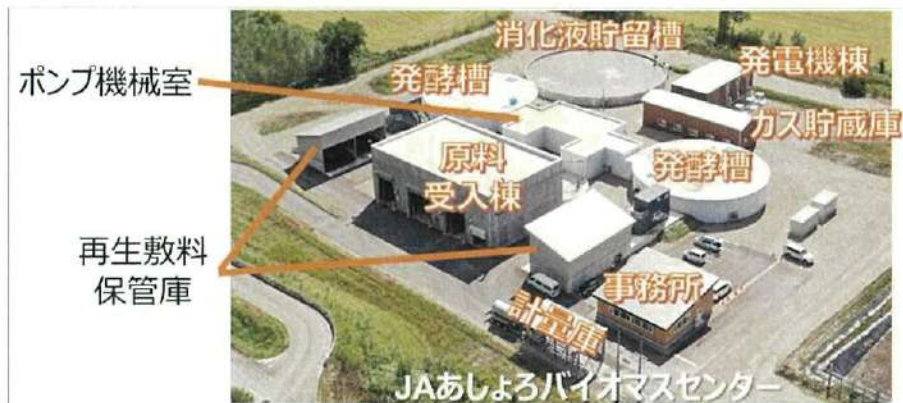 消化液貯留槽
発電機棟
ポンプ機械室
発酵槽
ガス貯蔵庫
原料
受入棟
発酵槽
再生敷料
保管庫
事務所
計量庫
JAあしょろバイオマスセンター